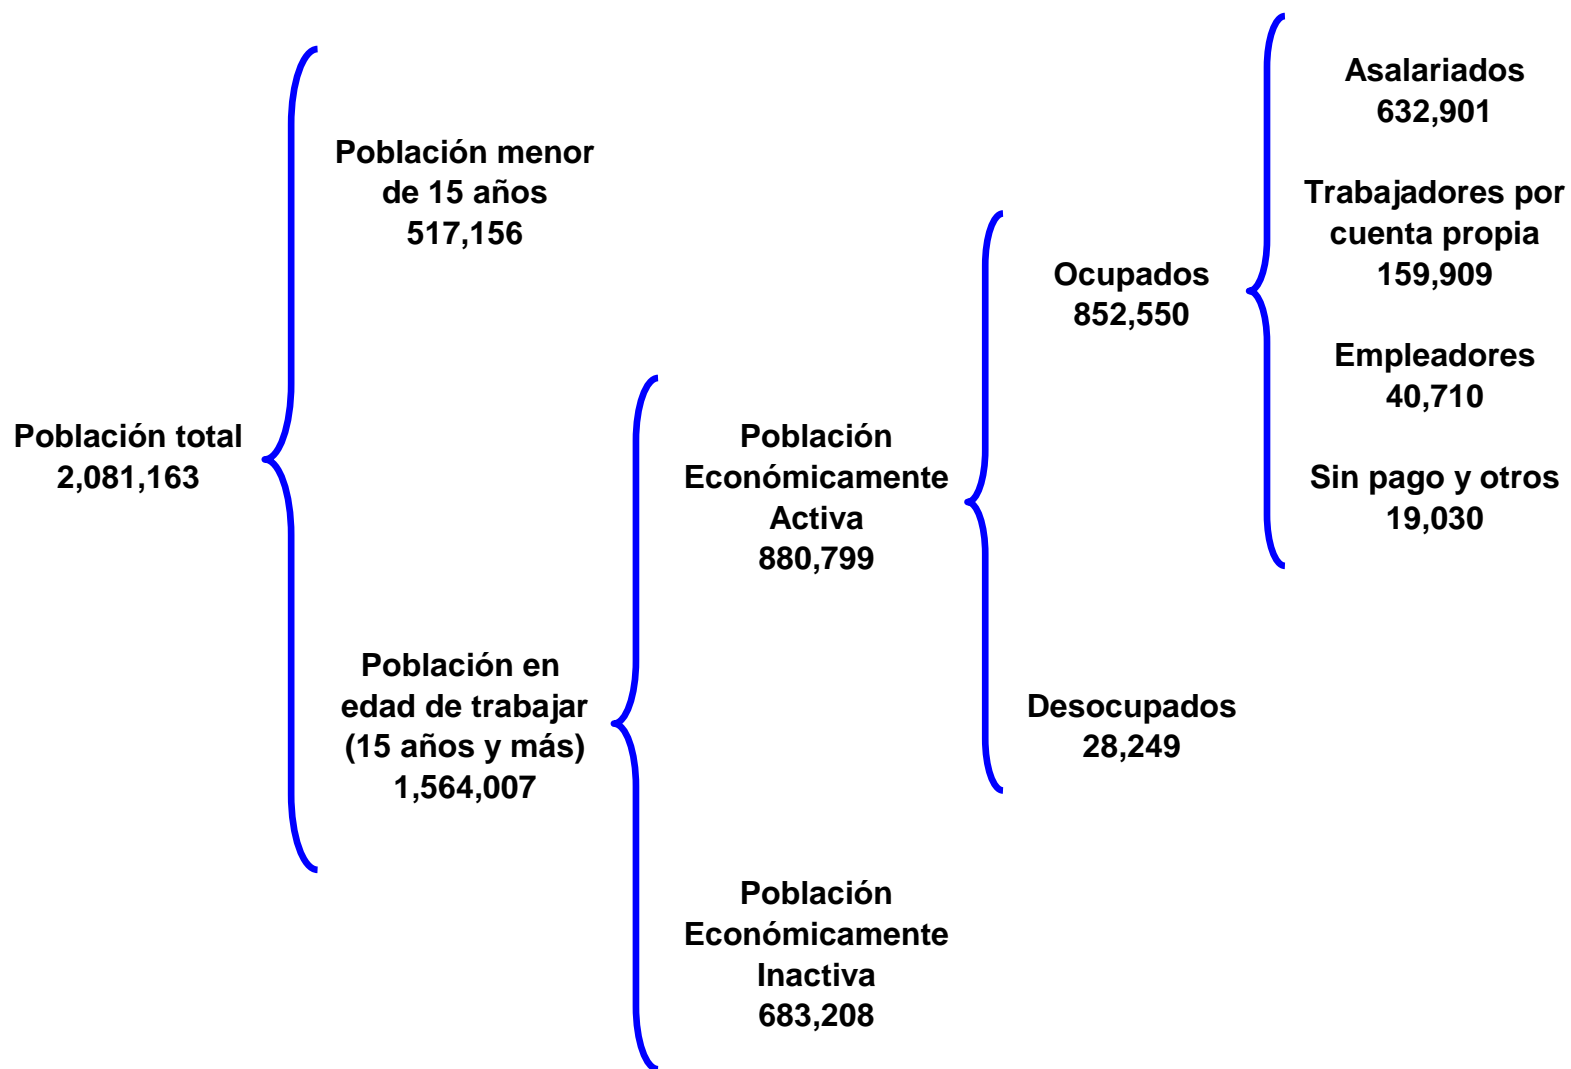 Población total
2,081,163
Población menor
de 15 años
517,156
Población en
edad de trabajar
(15 años y más)
1,564,007
Población
Económicamente
Activa
880,799
Población
Económicamente
Inactiva
683,208
Ocupados
852,550
Desocupados
28,249
Asalariados
632,901
Trabajadores por
cuenta propia
159,909
Empleadores
40,710
Sin pago y otros
19,030